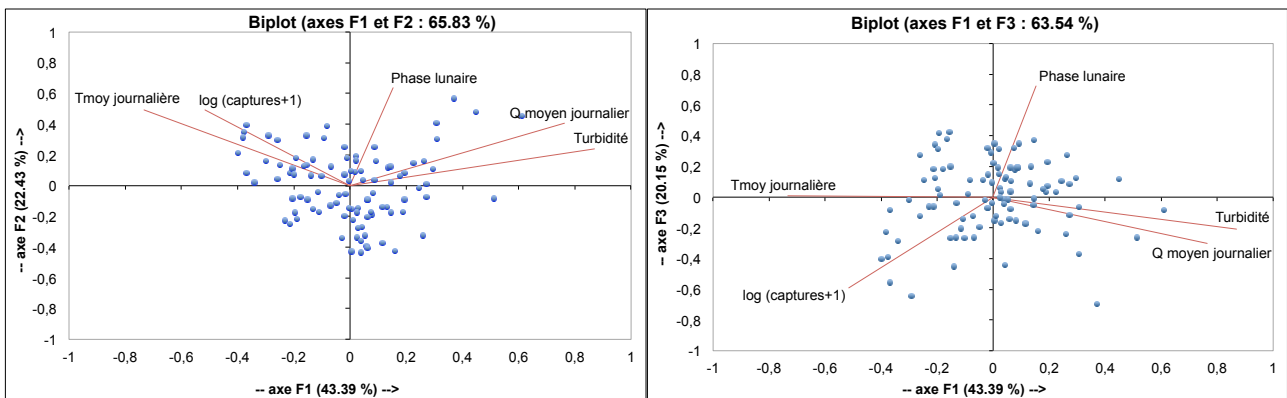 Biplot (axes F1 et F2 : 65.83 %)
1
0,8
0,6
0,4
0,2
0
-0,2
-0,4
-0,6
-0,8
-1
-- axe F2 (22.43 %) -->
Phase lunaire
Tmoy journalière
log (captures+1)
Q moyen journalier
Turbidité
-1
-0,8
-0,6
-0,4
-0,2
0
0,2
0,4
0,6
0,8
1
-- axe F1 (43.39 %) -->
Biplot (axes F1 et F3 : 63.54 %)
1
0,8
0,6
0,4
0,2
0
-0,2
-0,4
-0,6
-0,8
-1
-- axe F3 (20.15 %) -->
Phase lunaire
Tmoy journalière
Turbidité
Q moyen journalier
log (captures+1)
-1
-0,8
-0,6
-0,4
-0,2
0
0,2
0,4
0,6
0,8
1
-- axe F1 (43.39 %) -->